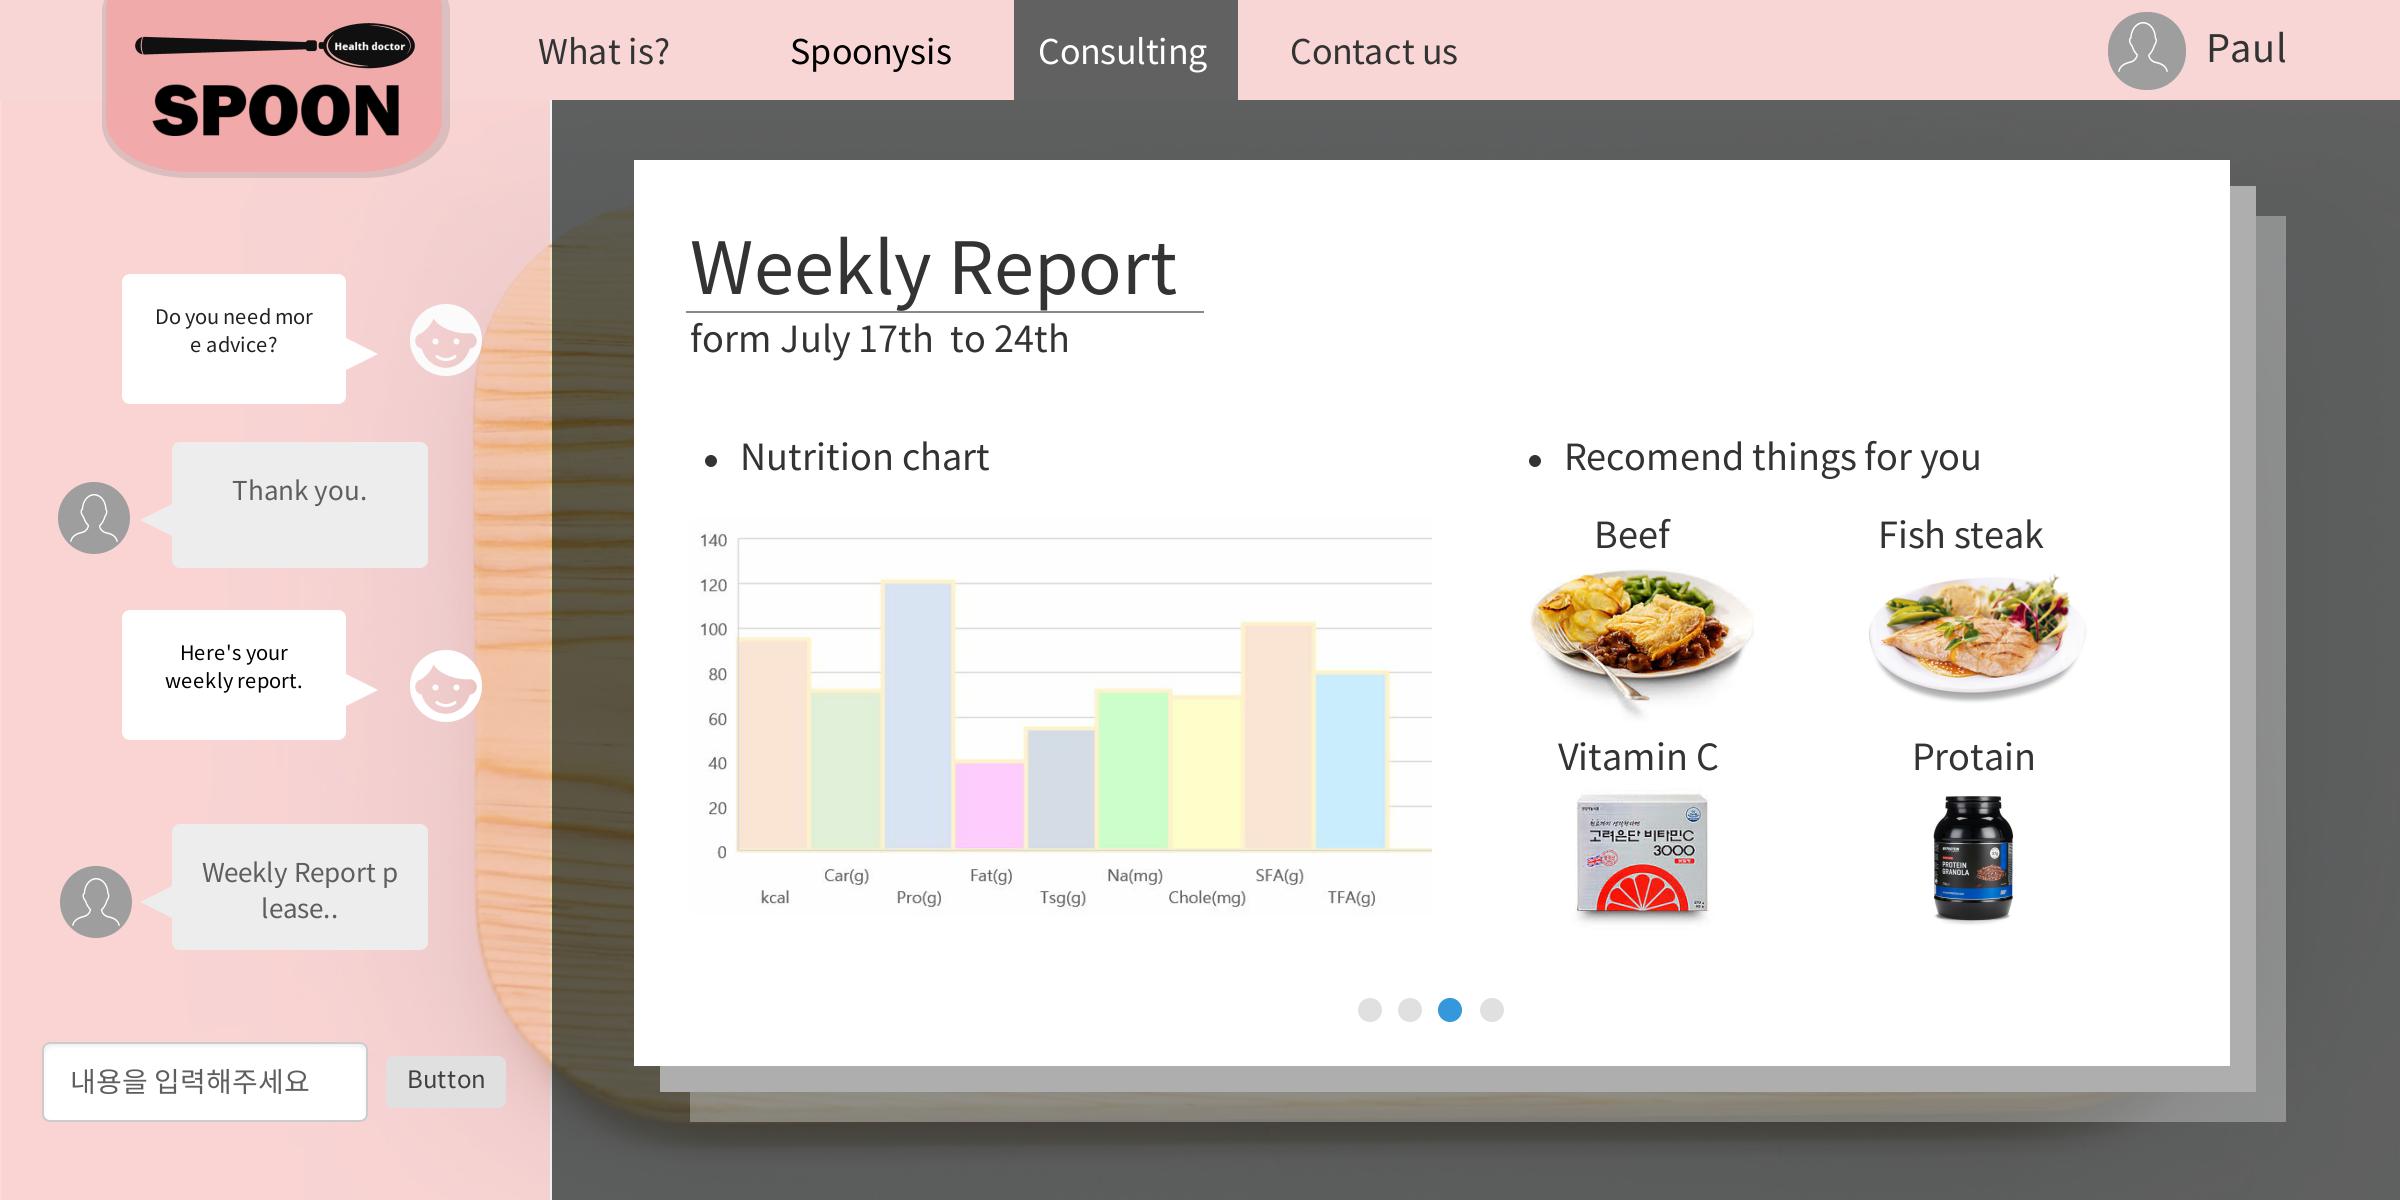 Health doctor
SPOON
What is?
Spoonysis
Consulting
Contact us
Paul
Do you need mor
e advice?
Thank you.
Here's your
weekly report.
Weekly Report p
lease..
내용을 입력해주세요
Button
Weekly Report
form July 17th to 24th
• Nutrition chart
140
120
100
80
60
40
20
0
kcal
Car(g)
Pro(g)
Fat(g)
Tsg(g)
Na(mg)
Chole(mg)
SFA(g)
TFA(g)
• Recomend things for you
Beef
Fish steak
Vitamin C
Protain
고려은단 비타민C
3000
PROTEIN
GRANOLA